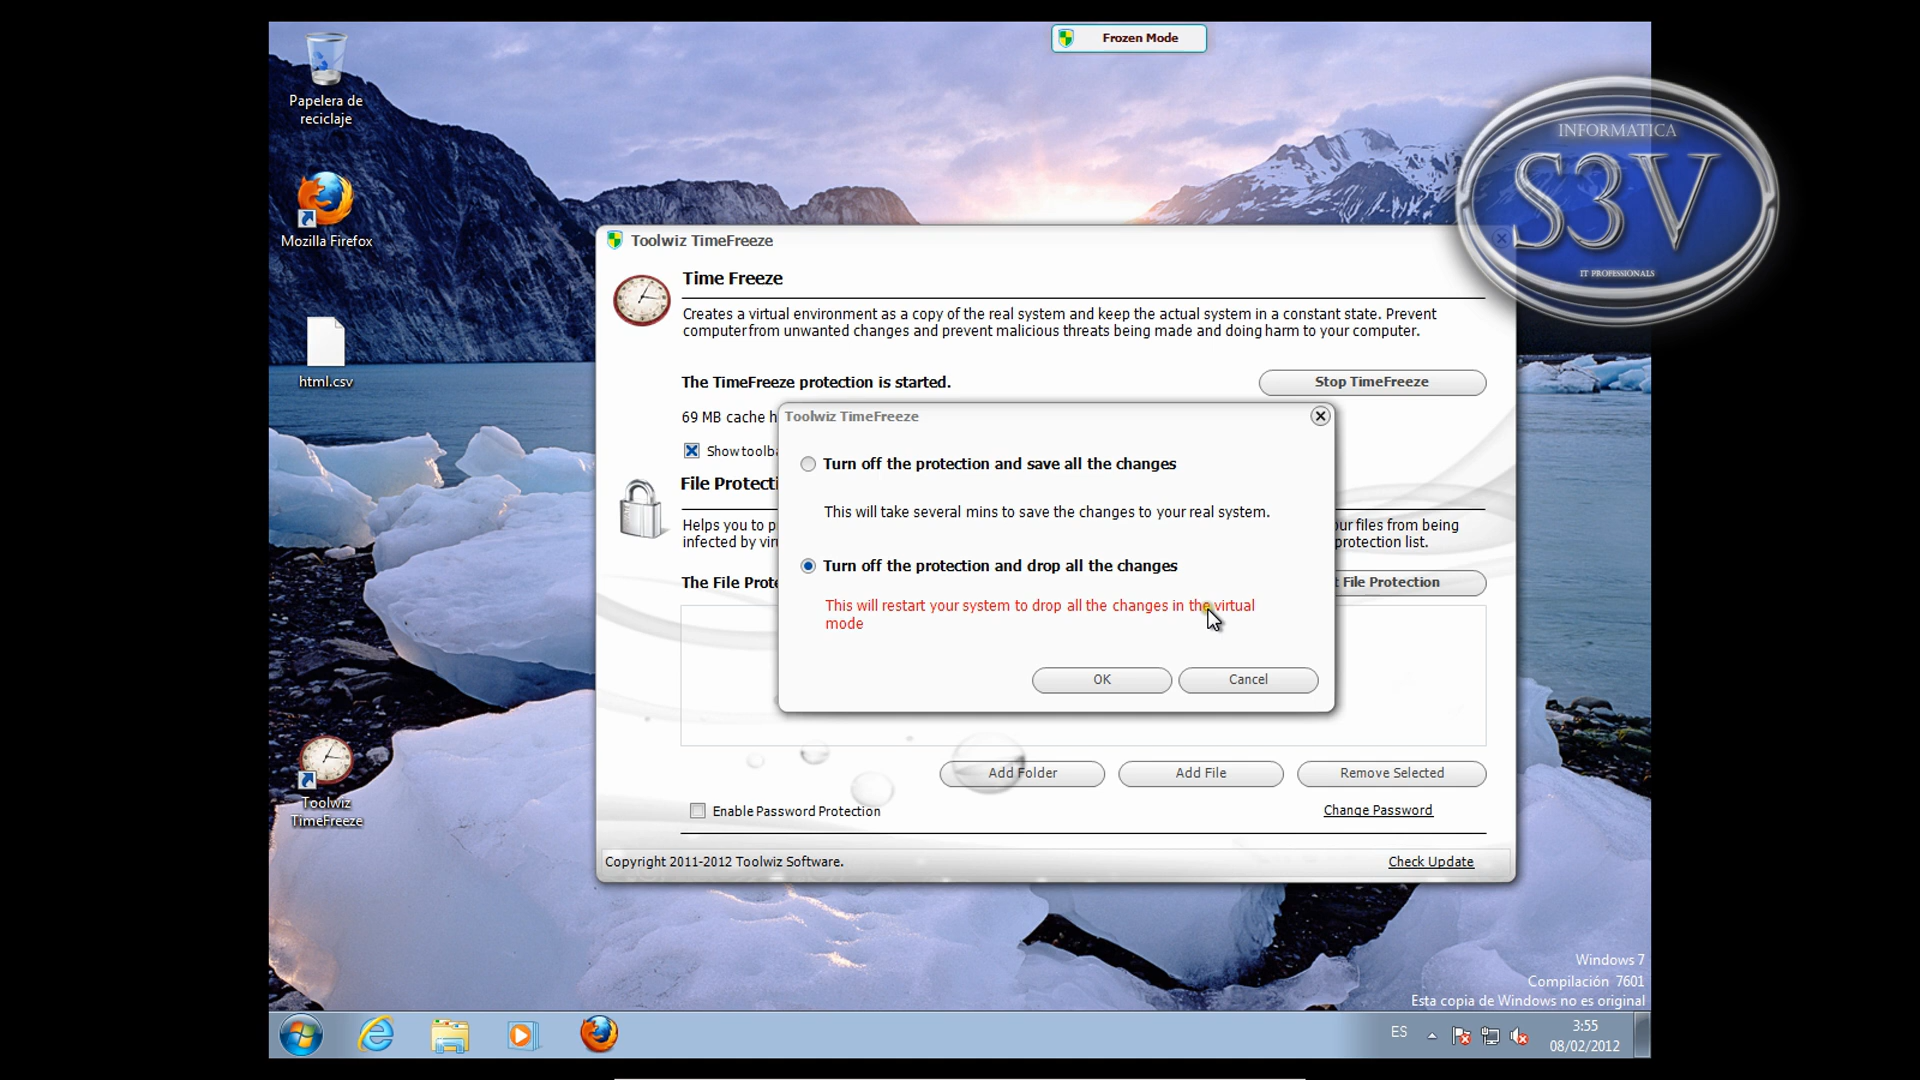 Papelera de
reciclaje
Mozilla Firefox
html.csv
Toolwiz
TimeFreeze
Frozen Mode
INFORMATICA
S3V
IT PROFESSIONALS
Toolwiz TimeFreeze
Time Freeze
Creates a virtual environment as a copy of the real system and keep the actual system in a constant state. Prevent
computer from unwanted changes and prevent malicious threats being made and doing harm to your computer.
The TimeFreeze protection is started.
Stop TimeFreeze
69 MB cache h
Show toolba
File Protecti
Helps you to p
our files from being
infected by viru
protection list.
The File Prote
t File Protection
Toolwiz TimeFreeze
Turn off the protection and save all the changes
This will take several mins to save the changes to your real system.
Turn off the protection and drop all the changes
This will restart your system to drop all the changes in the virtual
mode
OK
Cancel
Add Folder
Add File
Remove Selected
Enable Password Protection
Change Password
Copyright 2011-2012 Toolwiz Software.
Check Update
Windows 7
Compilación 7601
Esta copia de Windows no es original
ES
3:55
08/02/2012